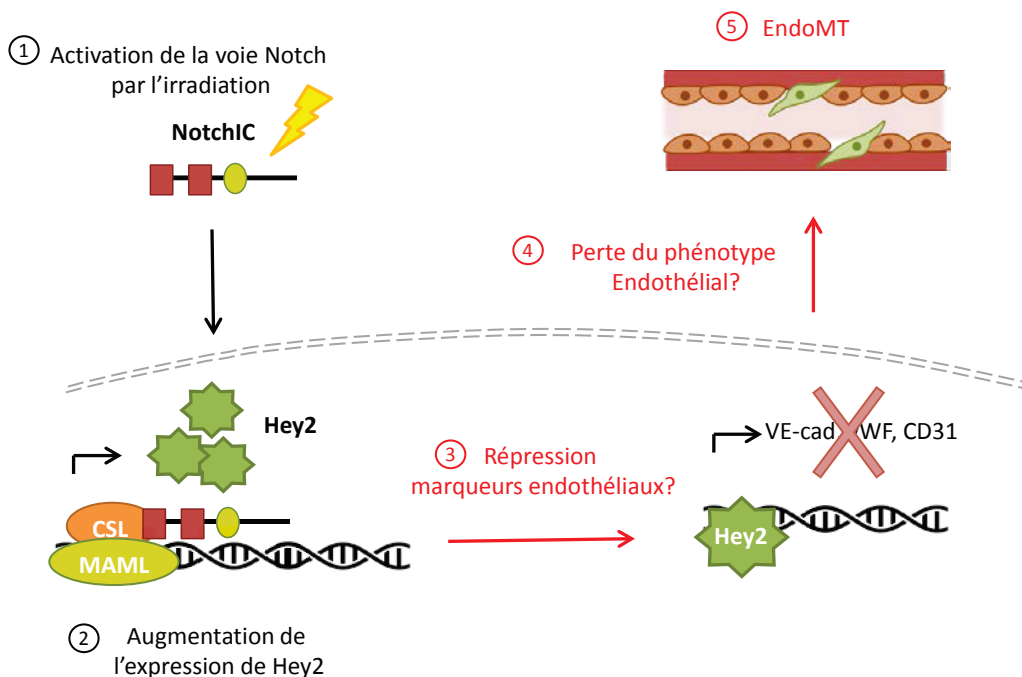 1 Activation de la voie Notch
par l'irradiation
NotchIC
Hey2
CSL
MAML
2 Augmentation de
l'expression de Hey2
3 Répression
marqueurs endothéliaux?
VE-cad WF, CD31
Hey2
4 Perte du phénotype
Endothélial?
5 EndoMT